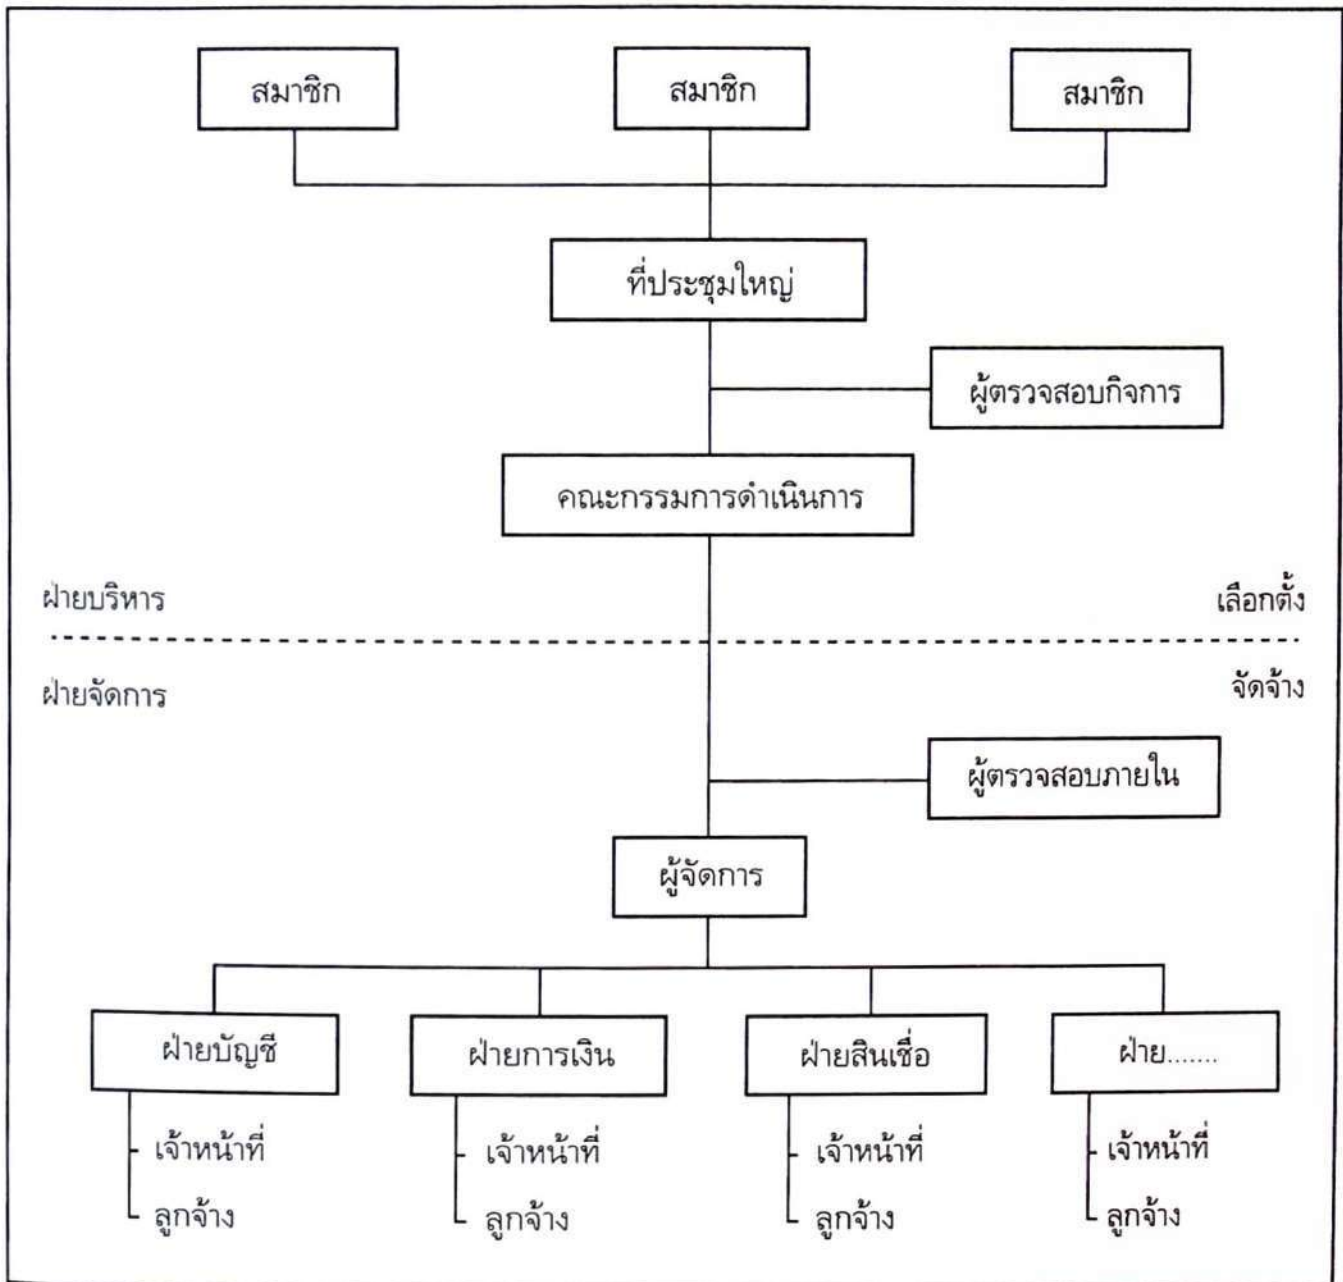 สมาชิก สมาชิก สมาชิก
ที่ประชุมใหญ่
ผู้ตรวจสอบกิจการ
คณะกรรมการดำเนินการ
ฝ่ายบริหาร เลือกตั้ง
ฝ่ายจัดการ จัดจ้าง
ผู้ตรวจสอบภายใน
ผู้จัดการ
ฝ่ายบัญชี ฝ่ายการเงิน ฝ่ายสินเชื่อ ฝ่าย.......
เจ้าหน้าที่ เจ้าหน้าที่ เจ้าหน้าที่ เจ้าหน้าที่
ลูกจ้าง ลูกจ้าง ลูกจ้าง ลูกจ้าง